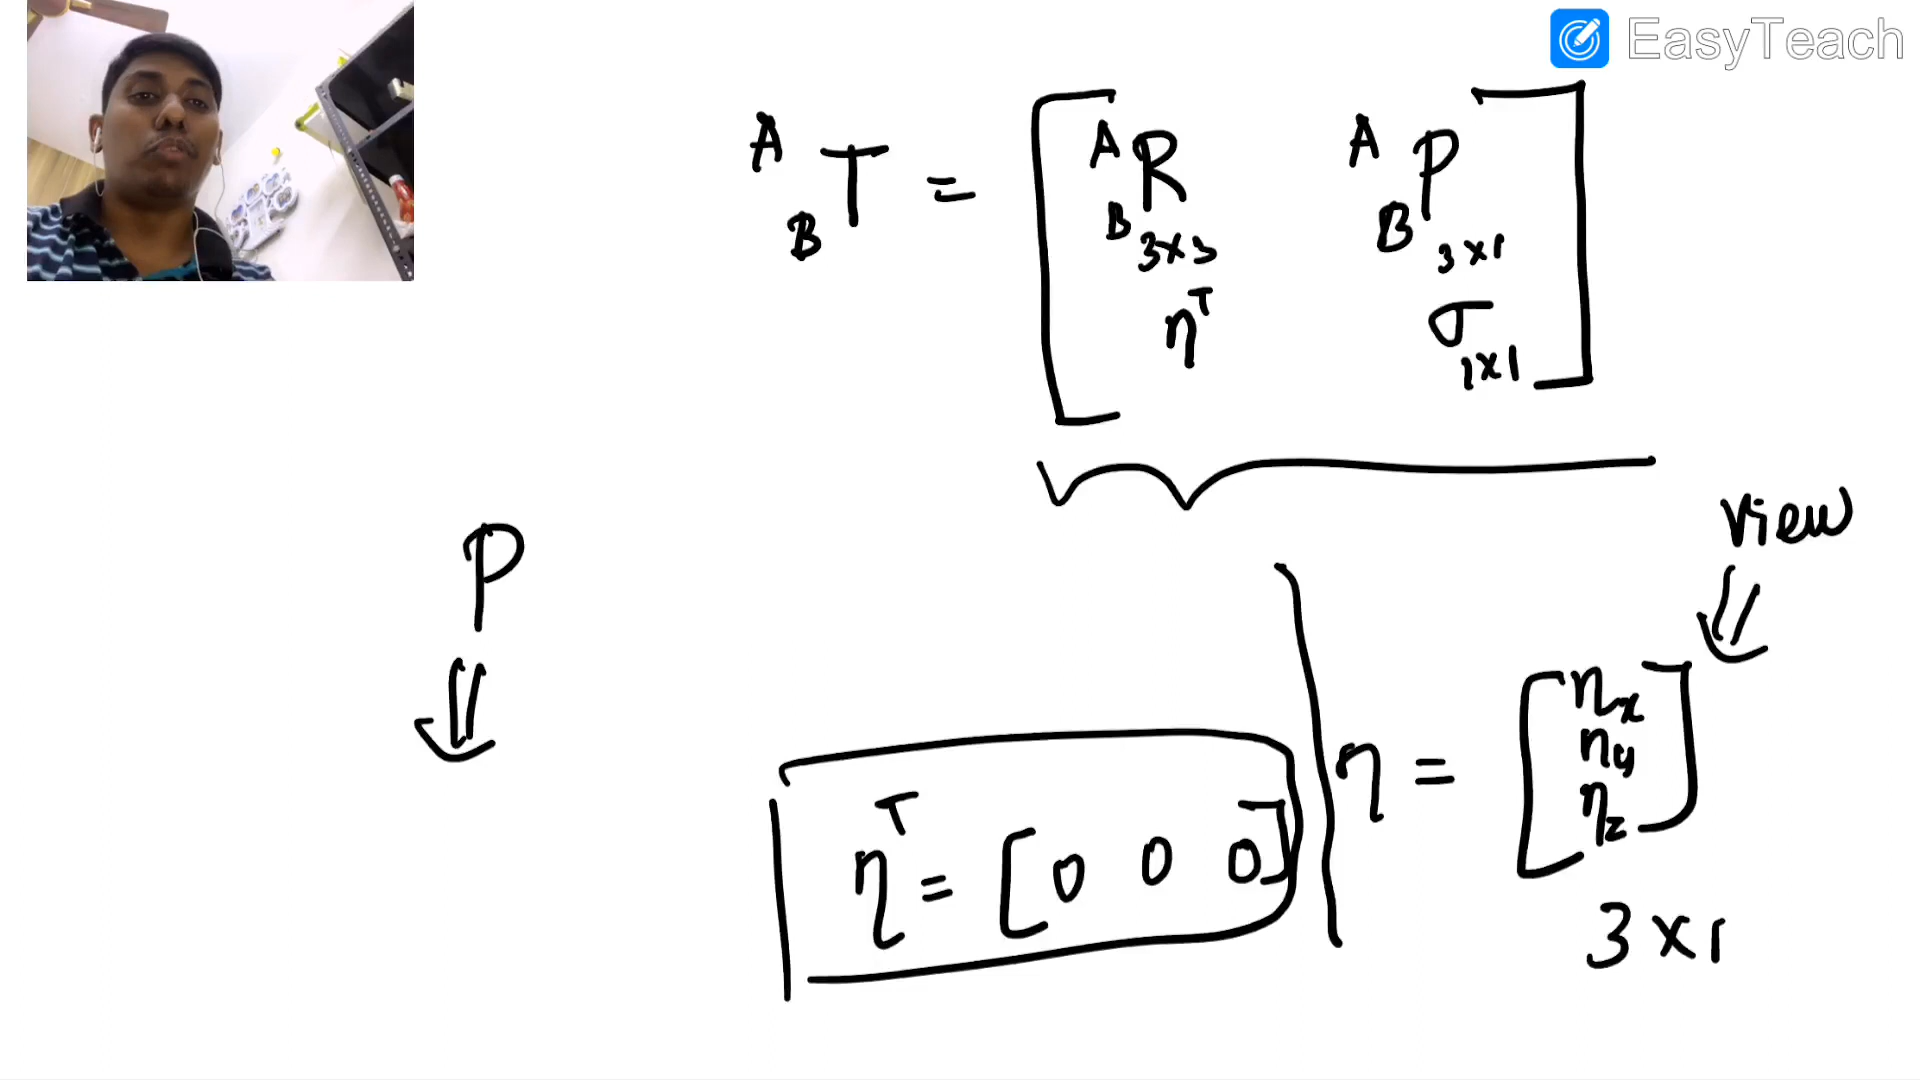 EasyTeach
A
B T = [ A
B R 3x3 A
B P 3x1
η^T σ 1x1 ]
view
P
η = [ ηx
ηy
ηz ]
η^T = [ 0 0 0 ]
3x1